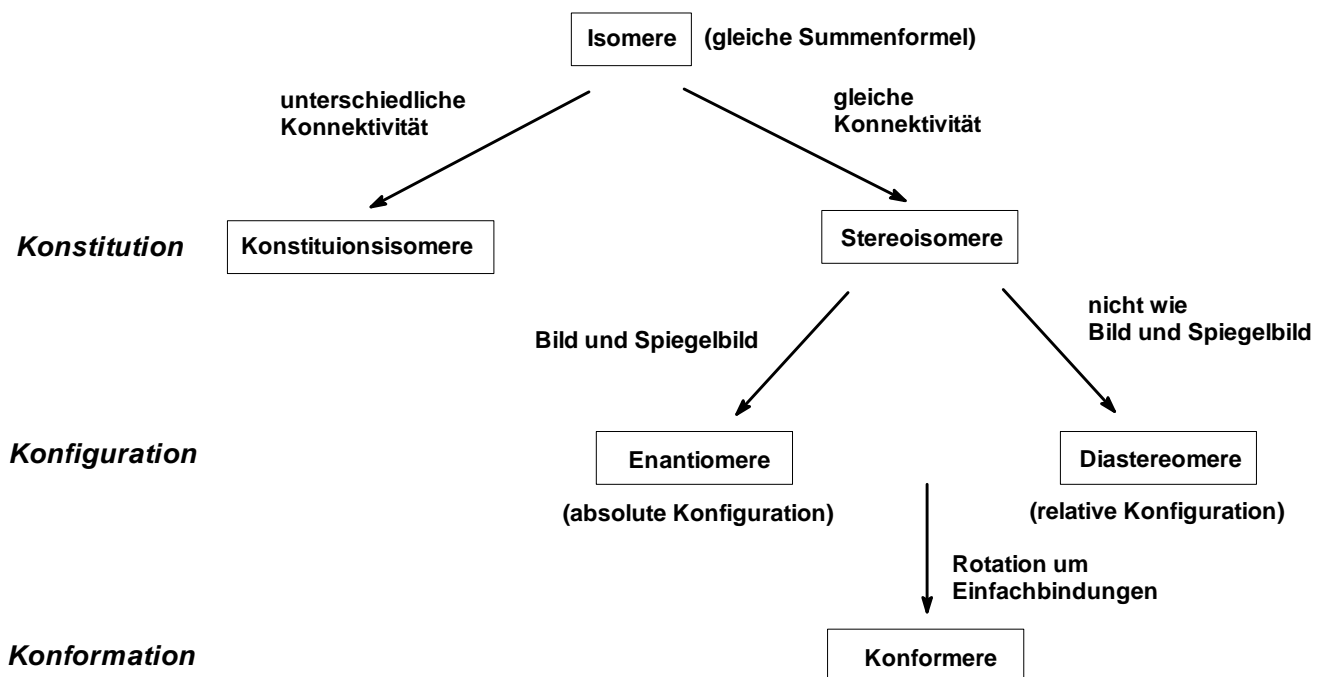 Isomere (gleiche Summenformel)
unterschiedliche
Konnektivität
gleiche
Konnektivität
Konstitution
Konstituionsisomere
Stereoisomere
Bild und Spiegelbild
nicht wie
Bild und Spiegelbild
Konfiguration
Enantiomere
Diastereomere
(absolute Konfiguration)
(relative Konfiguration)
Rotation um
Einfachbindungen
Konformation
Konformere